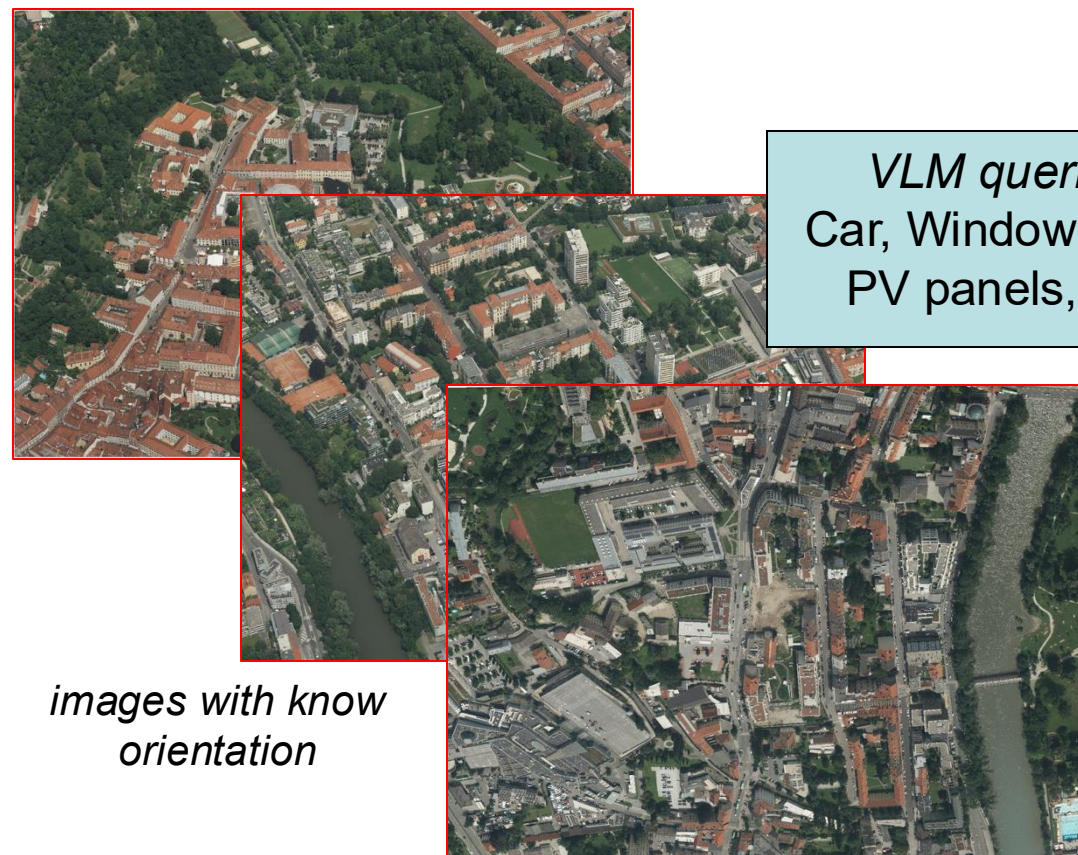 VLM quer
Car, Window
PV panels,
images with know
orientation